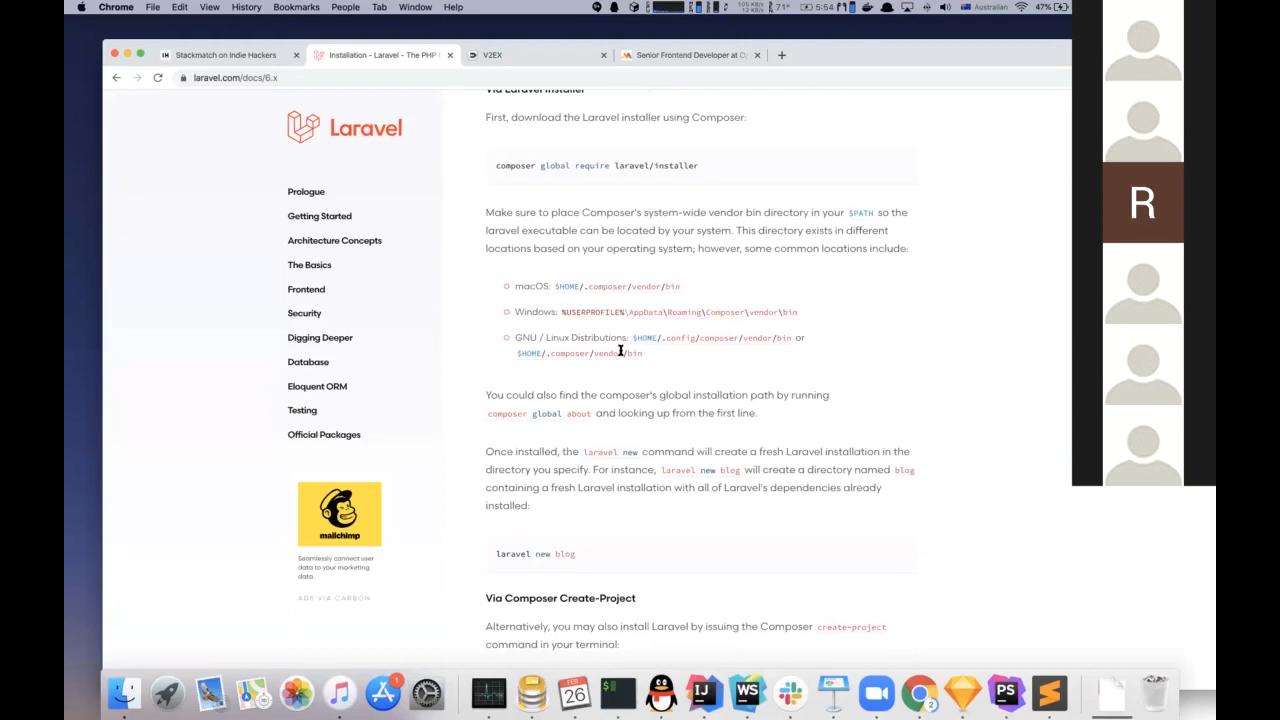 Chrome File Edit View History Bookmarks People Tab Window Help
71° 5:54 Australian 47%
Stackmatch on Indie Hackers
Installation - Laravel - The PHP
V2EX
Senior Frontend Developer at
laravel.com/docs/6.x
Laravel
Prologue
Getting Started
Architecture Concepts
The Basics
Frontend
Security
Digging Deeper
Database
Eloquent ORM
Testing
Official Packages
mailchimp
Seamlessly connect user
data to your marketing
data.
ADS VIA CARBON
Via Laravel Installer
First, download the Laravel installer using Composer:
composer global require laravel/installer
Make sure to place Composer's system-wide vendor bin directory in your $PATH so the
laravel executable can be located by your system. This directory exists in different
locations based on your operating system; however, some common locations include:
macOS: $HOME/.composer/vendor/bin
Windows: %USERPROFILE%\AppData\Roaming\Composer\vendor\bin
GNU / Linux Distributions: $HOME/.config/composer/vendor/bin or
$HOME/.composer/vendor/bin
You could also find the composer's global installation path by running
composer global about and looking up from the first line.
Once installed, the laravel new command will create a fresh Laravel installation in the
directory you specify. For instance, laravel new blog will create a directory named blog
containing a fresh Laravel installation with all of Laravel's dependencies already
installed:
laravel new blog
Via Composer Create-Project
Alternatively, you may also install Laravel by issuing the Composer create-project
command in your terminal:
R
1
FEB
26
IJ
WS
2
PS